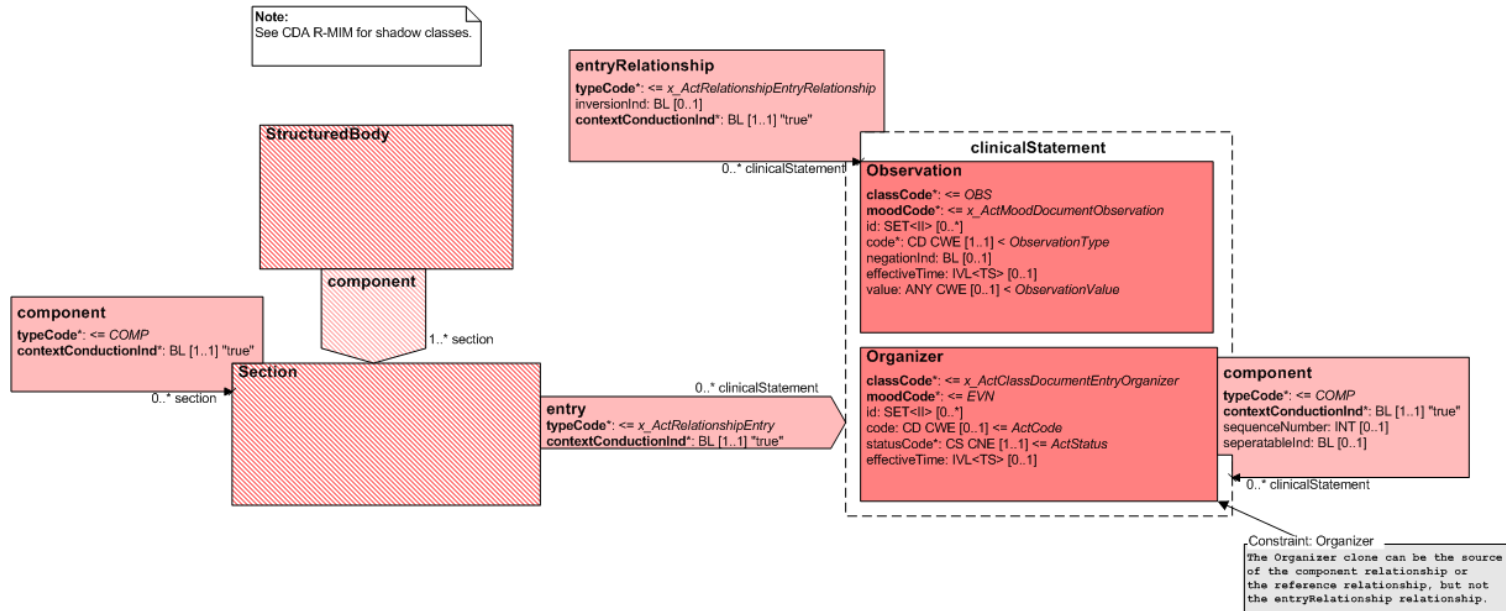 Note:
See CDA R-MIM for shadow classes.
entryRelationship
typeCode*: <= x_ActRelationshipEntryRelationship
inversionInd: BL [0..1]
contextConductionInd*: BL [1..1] "true"
0..* clinicalStatement
StructuredBody
component
1..* section
component
typeCode*: <= COMP
contextConductionInd*: BL [1..1] "true"
0..* section
Section
entry
typeCode*: <= x_ActRelationshipEntry
contextConductionInd*: BL [1..1] "true"
0..* clinicalStatement
clinicalStatement
Observation
classCode*: <= OBS
moodCode*: <= x_ActMoodDocumentObservation
id: SET<II> [0..*]
code*: CD CWE [1..1] < ObservationType
negationInd: BL [0..1]
effectiveTime: IVL<TS> [0..1]
value: ANY CWE [0..1] < ObservationValue
Organizer
classCode*: <= x_ActClassDocumentEntryOrganizer
moodCode*: <= EVN
id: SET<II> [0..*]
code: CD CWE [0..1] <= ActCode
statusCode*: CS CNE [1..1] <= ActStatus
effectiveTime: IVL<TS> [0..1]
component
typeCode*: <= COMP
contextConductionInd*: BL [1..1] "true"
sequenceNumber: INT [0..1]
seperatableInd: BL [0..1]
0..* clinicalStatement
Constraint: Organizer
The Organizer clone can be the source
of the component relationship or
the reference relationship, but not
the entryRelationship relationship.